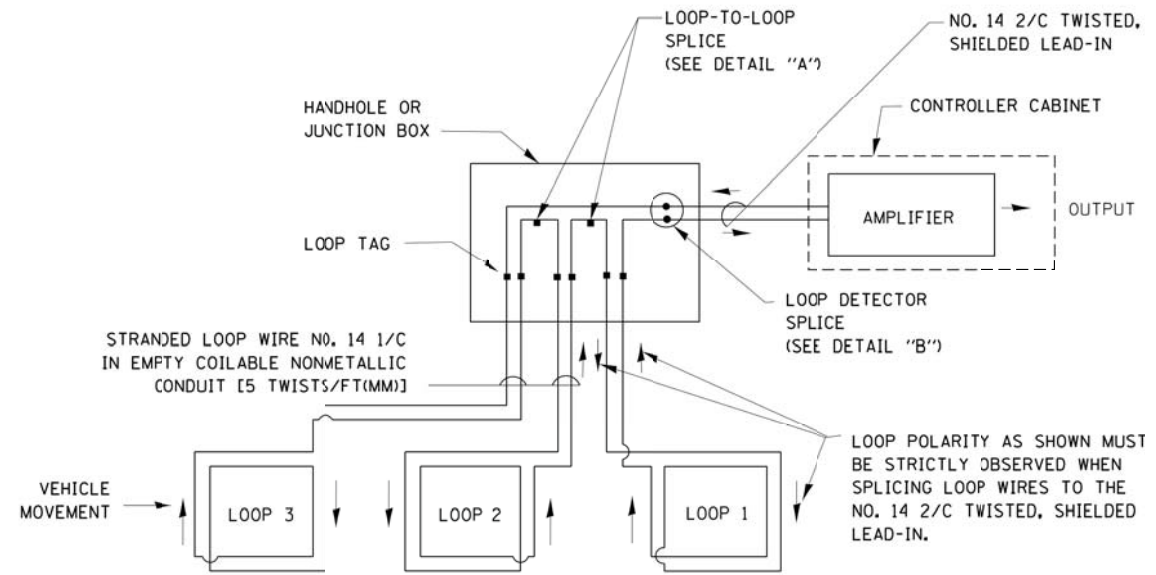 LOOP-TO-LOOP
SPLICE
(SEE DETAIL "A")
NO. 14 2/C TWISTED,
SHIELDED LEAD-IN
HANDHOLE OR
JUNCTION BOX
CONTROLLER CABINET
AMPLIFIER
OUTPUT
LOOP TAG
LOOP DETECTOR
SPLICE
(SEE DETAIL "B")
STRANDED LOOP WIRE NO. 14 1/C
IN EMPTY COILABLE NONMETALLIC
CONDUIT [5 TWISTS/FT(MM)]
LOOP POLARITY AS SHOWN MUST
BE STRICTLY OBSERVED WHEN
SPLICING LOOP WIRES TO THE
NO. 14 2/C TWISTED, SHIELDED
LEAD-IN.
VEHICLE
MOVEMENT
LOOP 3
LOOP 2
LOOP 1